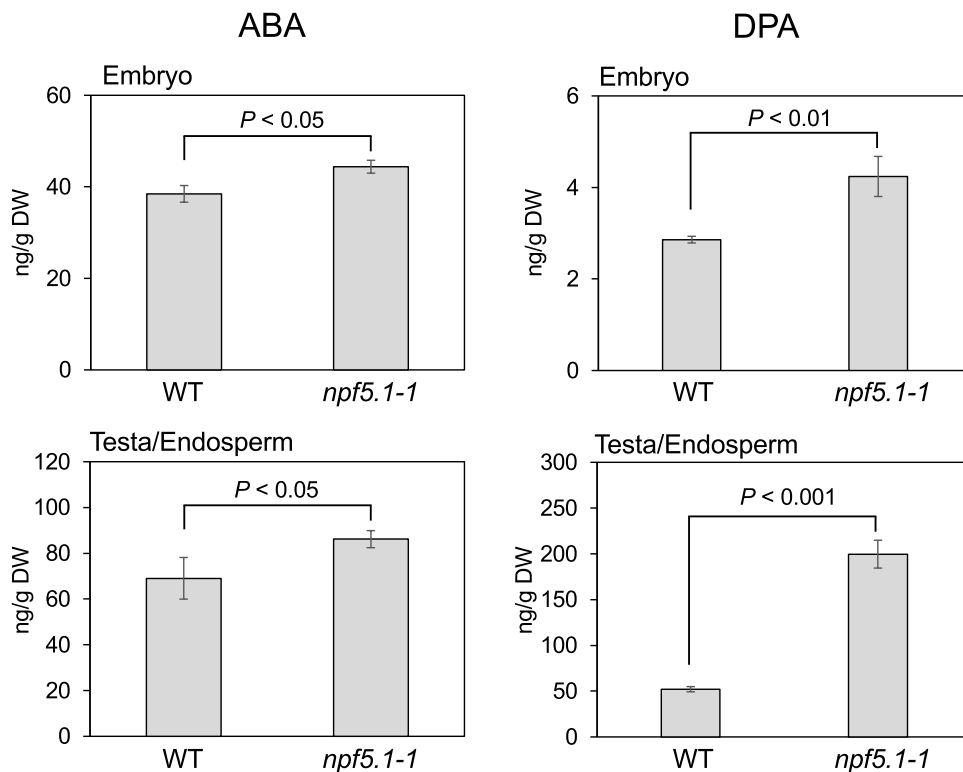 ABA
DPA
Embryo
60
40
20
0
ng/g DW
P < 0.05
WT
npf5.1-1
Embryo
6
4
2
0
ng/g DW
P < 0.01
WT
npf5.1-1
Testa/Endosperm
120
100
80
60
40
20
0
ng/g DW
P < 0.05
WT
npf5.1-1
Testa/Endosperm
300
250
200
150
100
50
0
ng/g DW
P < 0.001
WT
npf5.1-1